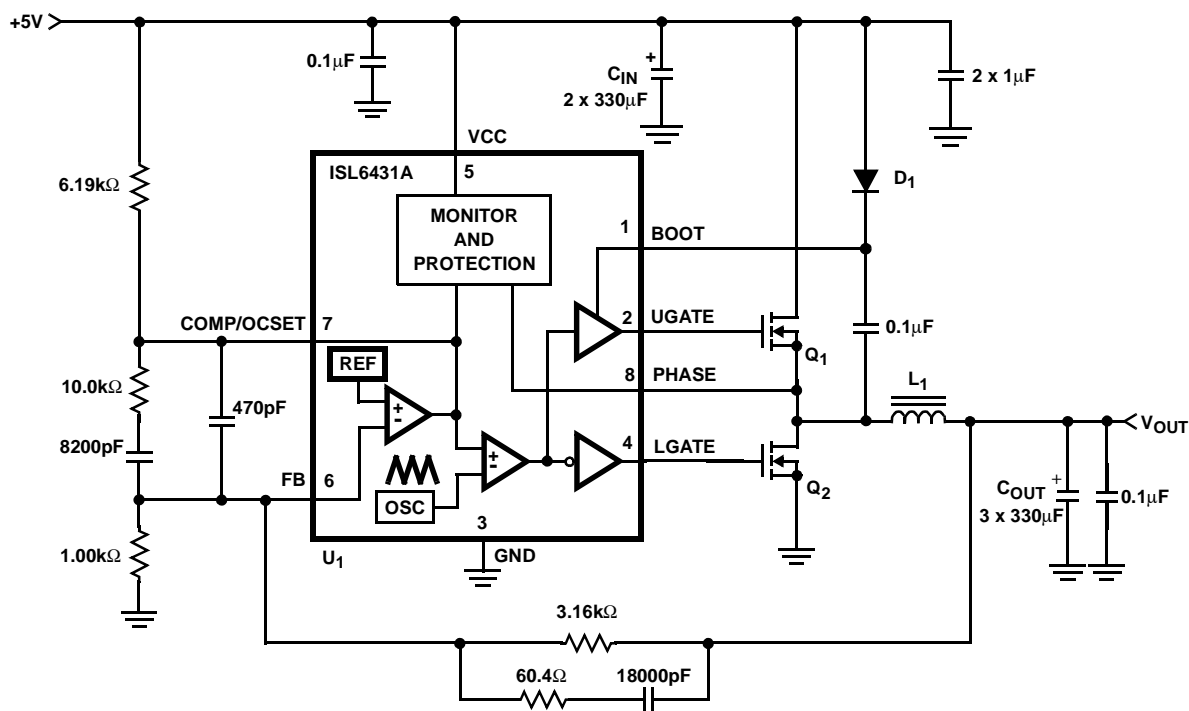 +5V
0.1μF
C_IN
2 x 330μF
+
2 x 1μF
VCC
ISL6431A
5
6.19kΩ
D1
MONITOR
AND
PROTECTION
1
BOOT
COMP/OCSET
7
2
UGATE
0.1μF
Q1
REF
10.0kΩ
8
PHASE
L1
470pF
+
-
8200pF
+
-
4
LGATE
VOUT
FB
6
OSC
Q2
COUT
+
3 x 330μF
0.1μF
3
1.00kΩ
U1
GND
3.16kΩ
60.4Ω
18000pF